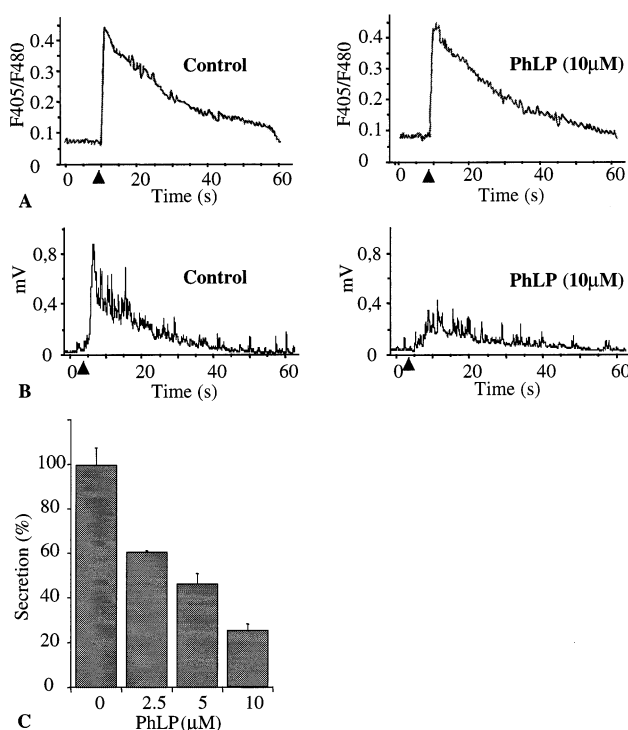 F405/F480
0.4
0.3
0.2
0.1
0
Control
0 20 40 60
Time (s)
A
F405/F480
0.4
0.3
0.2
0.1
0
PhLP (10µM)
0 20 40 60
Time (s)
mV
0,8
0,4
0
Control
0 20 40 60
Time (s)
B
mV
0,8
0,4
0
PhLP (10µM)
0 20 40 60
Time (s)
Secretion (%)
100
80
60
40
20
0
0 2.5 5 10
PhLP(µM)
C